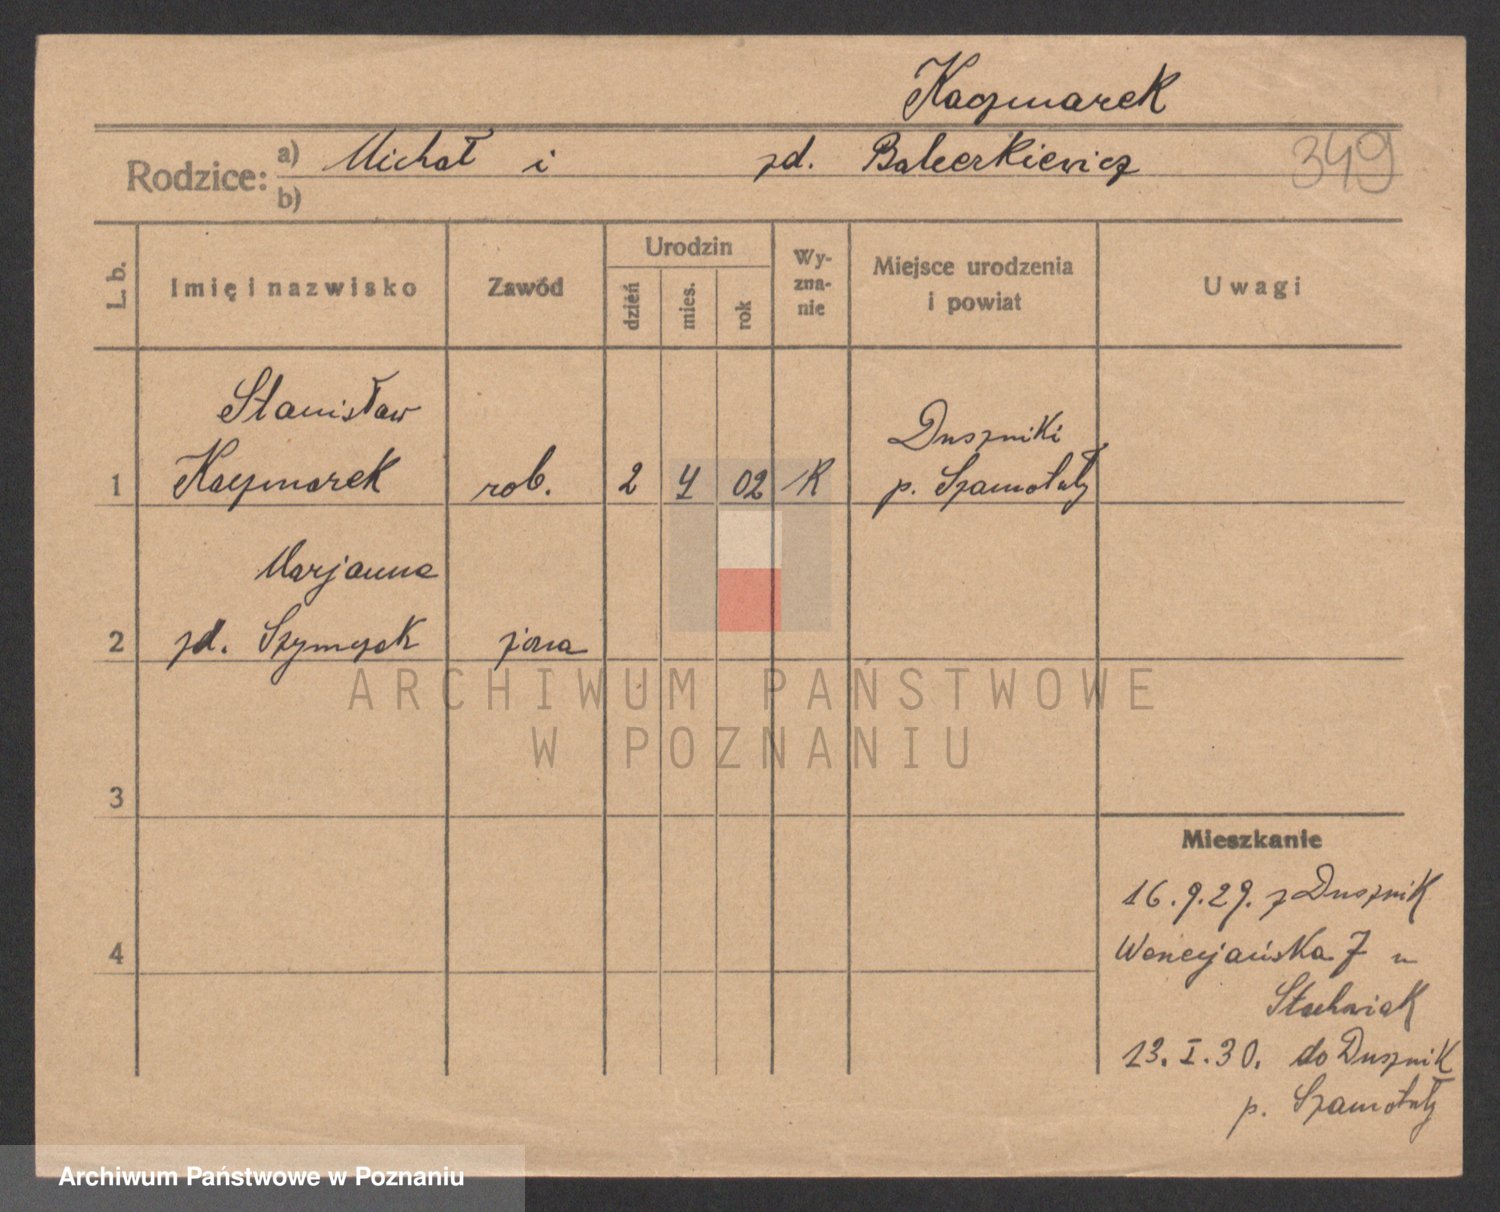 Kaczmarek
Rodzice: a) Michał i zd. Balcerkiewicz
b)
349
L. b. Imię i nazwisko Zawód Urodzin dzień mies. rok Wy-zna-nie Miejsce urodzenia i powiat Uwagi
Stanisław Duszniki
1 Kaczmarek rob. 2 4 02 K p. Szamotuły
Marjanna
2 zd. Szymczak żona
ARCHIWUM PAŃSTWOWE
W POZNANIU
3
Mieszkanie
16.9.29. z Dusznik
4 Wenecjańska 7 u
Stachowiak
13.I.30. do Dusznik
p. Szamotuły
Archiwum Państwowe w Poznaniu